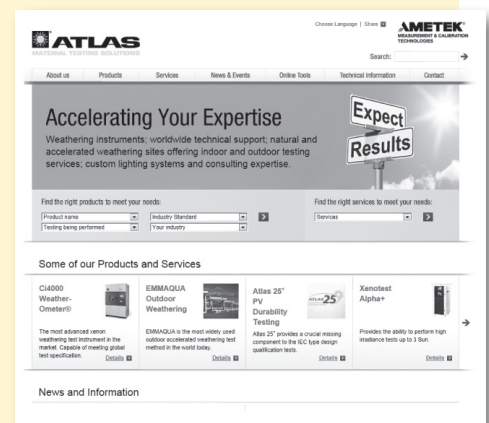 Choose Language | Share
AMETEK®
MEASUREMENT & CALIBRATION
TECHNOLOGIES
ATLAS
MATERIAL TESTING SOLUTIONS
Search:
About us Products Services News & Events Online Tools Technical Information Contact
Accelerating Your Expertise
Weathering instruments; worldwide technical support; natural and
accelerated weathering sites offering indoor and outdoor testing
services; custom lighting systems and consulting expertise.
Expect
Results
Find the right products to meet your needs:
Product name Industry Standard
Testing being performed Your industry
Find the right services to meet your needs:
Services
Some of our Products and Services
Ci4000
Weather-
Ometer®
The most advanced xenon
weathering test instrument in the
market. Capable of meeting global
test specification.
Details
EMMAQUA
Outdoor
Weathering
EMMAQUA is the most widely used
outdoor accelerated weathering test
method in the world today.
Details
Atlas 25+
PV
Durability
Testing
ATLAS 25+
Atlas 25+ provides a crucial missing
component to the IEC type design
qualification tests.
Details
Xenotest
Alpha+
Provides the ability to perform high
irradiance tests up to 3 Sun.
Details
News and Information